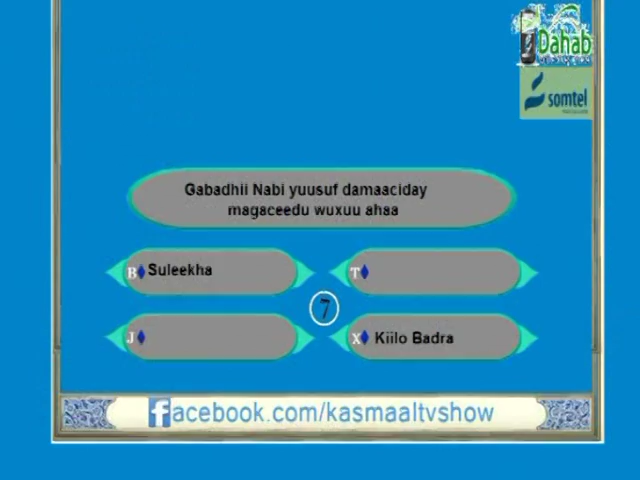 Dahab
somtel
Gabadhii Nabi yuusuf damaaciday
magaceedu wuxuu ahaa
B Suleekha
T
7
J
X Kiilo Badra
facebook.com/kasmaaltvshow